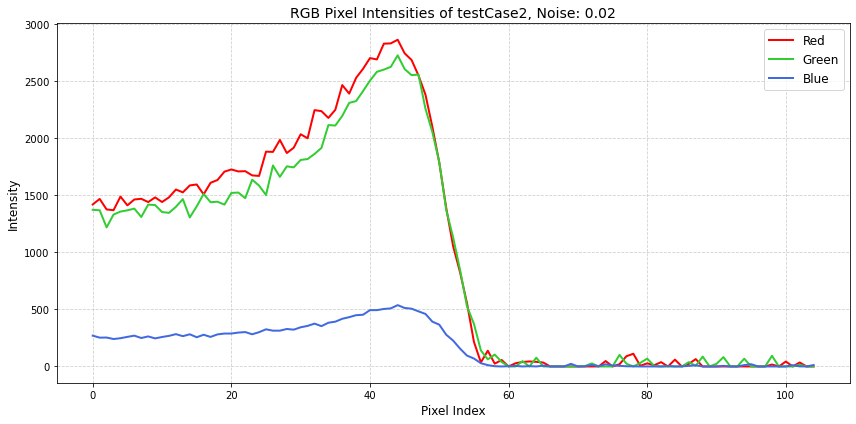 RGB Pixel Intensities of testCase2, Noise: 0.02
Red
Green
Blue
Intensity
3000
2500
2000
1500
1000
500
0
0 20 40 60 80 100
Pixel Index